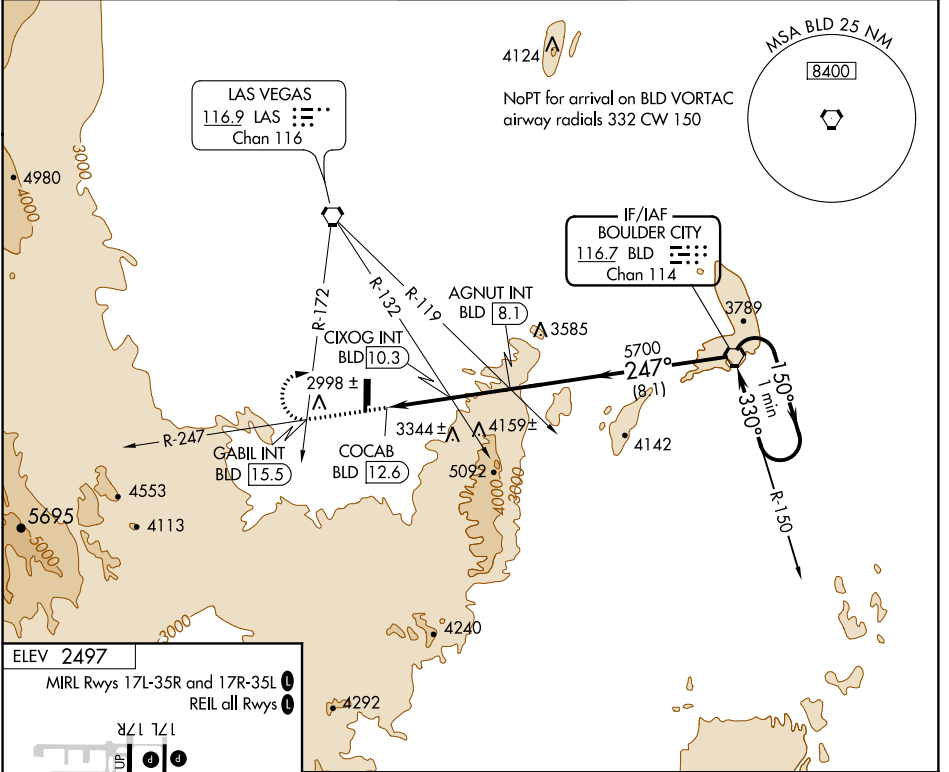 MSA BLD 25 NM
8400
4124
NoPT for arrival on BLD VORTAC
airway radials 332 CW 150
LAS VEGAS
116.9 LAS
Chan 116
3000
4980
4000
IF/IAF
BOULDER CITY
116.7 BLD
Chan 114
R-172
R-132
R-119
AGNUT INT
BLD 8.1
3585
3789
CIXOG INT
BLD 10.3
5700
247°
(8.1)
2998 ±
150°
1 min
330°
R-247
GABIL INT
BLD 15.5
COCAB
BLD 12.6
3344 ±
4159 ±
4142
5092
4000
3600
R-150
4553
5695
4113
5000
3000
4240
4292
ELEV 2497
MIRL Rwys 17L-35R and 17R-35L L
REIL all Rwys L
17R
17L
UP
P
P